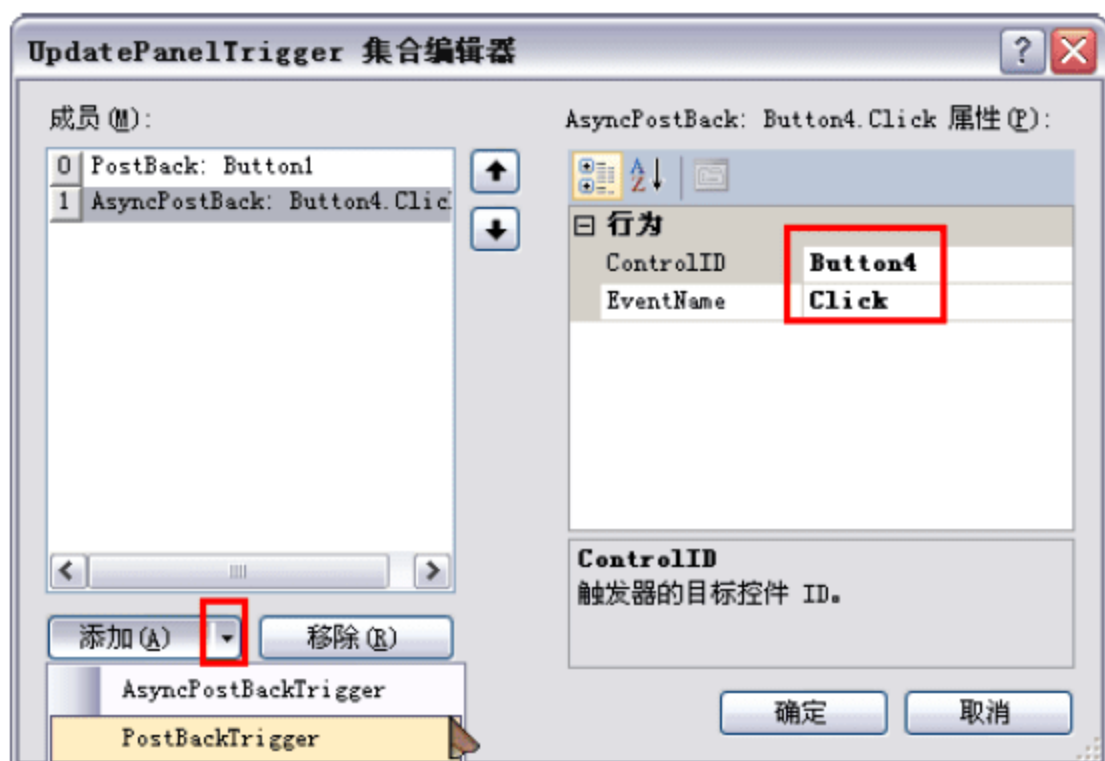 UpdatePanelTrigger 集合编辑器
成员(M):
0 PostBack: Button1
1 AsyncPostBack: Button4.Clic
添加(A)
移除(R)
AsyncPostBackTrigger
PostBackTrigger
AsyncPostBack: Button4.Click 属性(P):
行为
ControlID Button4
EventName Click
ControlID
触发器的目标控件 ID。
确定
取消